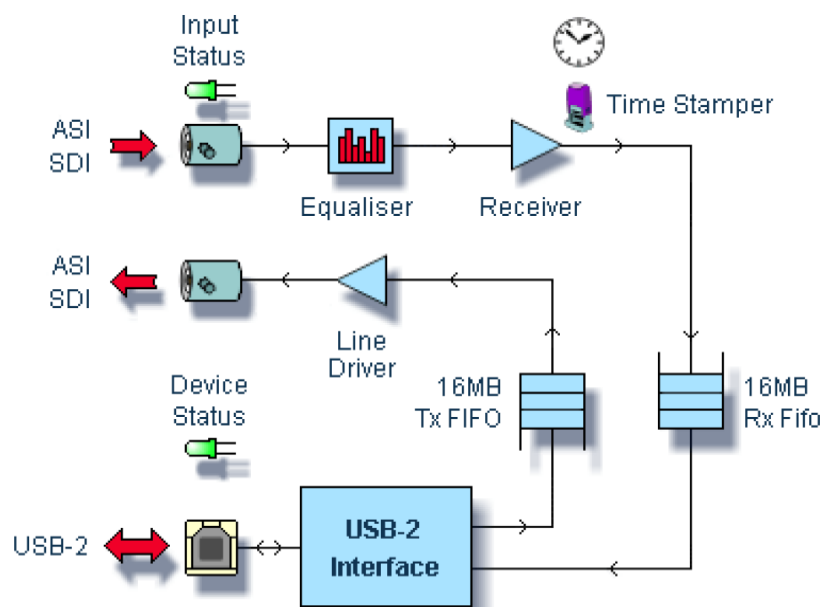 Input
Status
Time Stamper
ASI
SDI
Equaliser
Receiver
ASI
SDI
Line
Driver
16MB
Tx FIFO
16MB
Rx Fifo
Device
Status
USB-2
USB-2
Interface